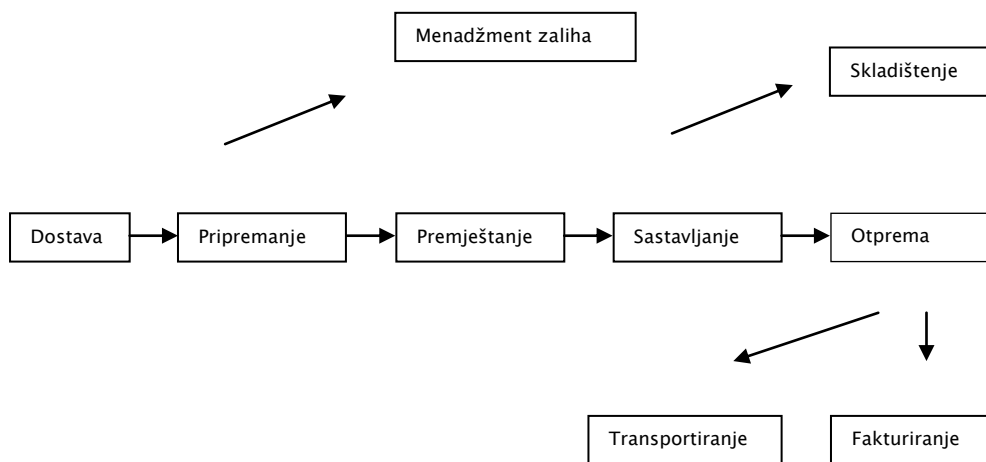 Menadžment zaliha
Skladištenje
Dostava
Pripremanje
Premještanje
Sastavljanje
Otprema
Transportiranje
Fakturiranje